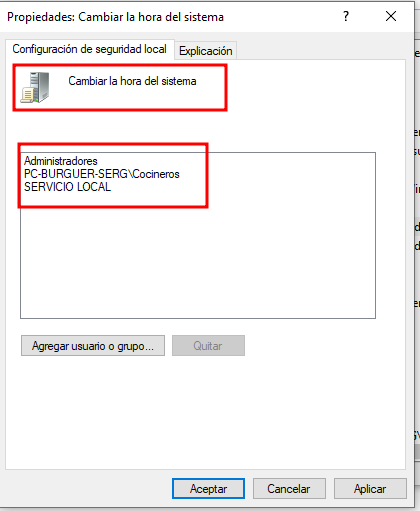 Propiedades: Cambiar la hora del sistema
Configuración de seguridad local
Explicación
Cambiar la hora del sistema
Administradores
PC-BURGUER-SERG\Cocineros
SERVICIO LOCAL
Agregar usuario o grupo...
Quitar
Aceptar
Cancelar
Aplicar